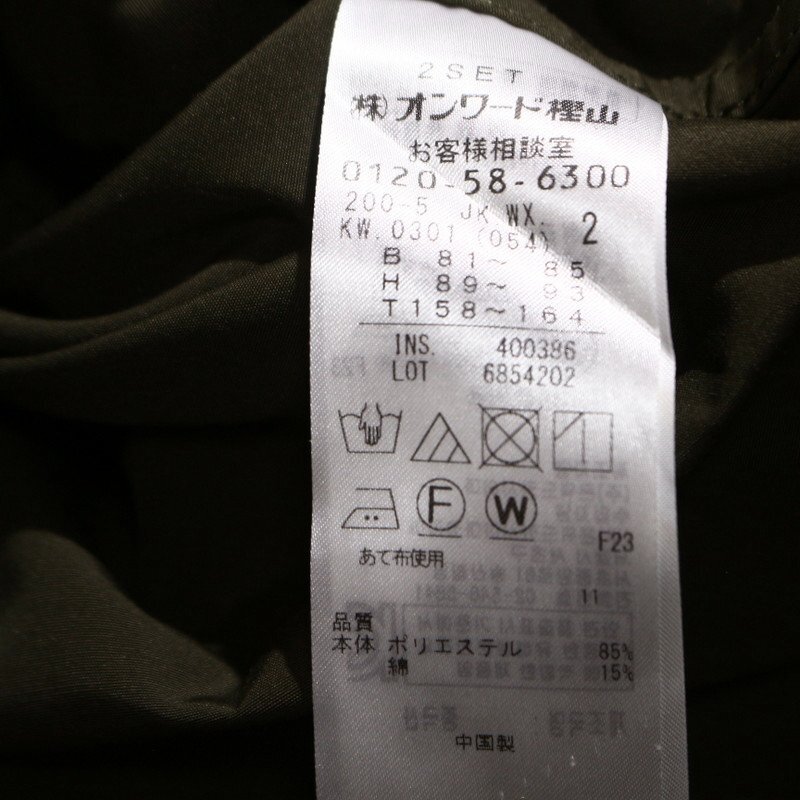 2SET
㈱オンワード樫山
お客様相談室
0120-58-6300
200-5 JK WX. 2
KW.0301 (054)
B 81～ 85
H 89～ 93
T158～164
INS. 400386
LOT 6854202
F W
F23
あて布使用
11
品質
本体 ポリエステル 85%
綿 15%
中国製